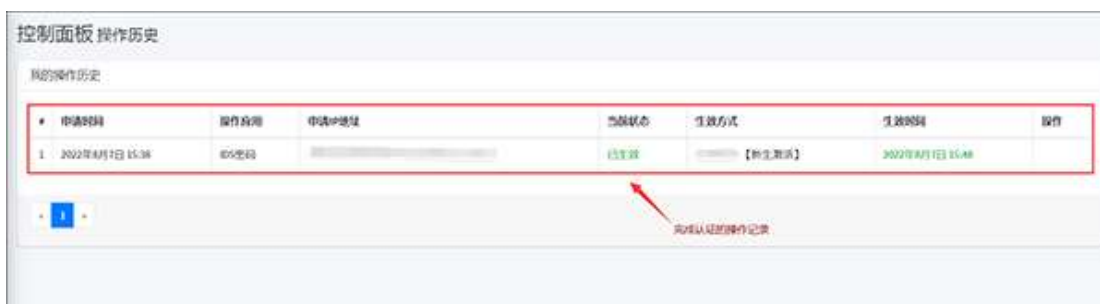 控制面板 操作历史
我的操作历史
# 申请时间 操作应用 申请IP地址 当前状态 生效方式 生效时间 操作
1 2022年8月7日 15:38 IDS密码 已生效 【新生激活】 2022年8月7日 15:48
« 1 »
完成认证的操作记录